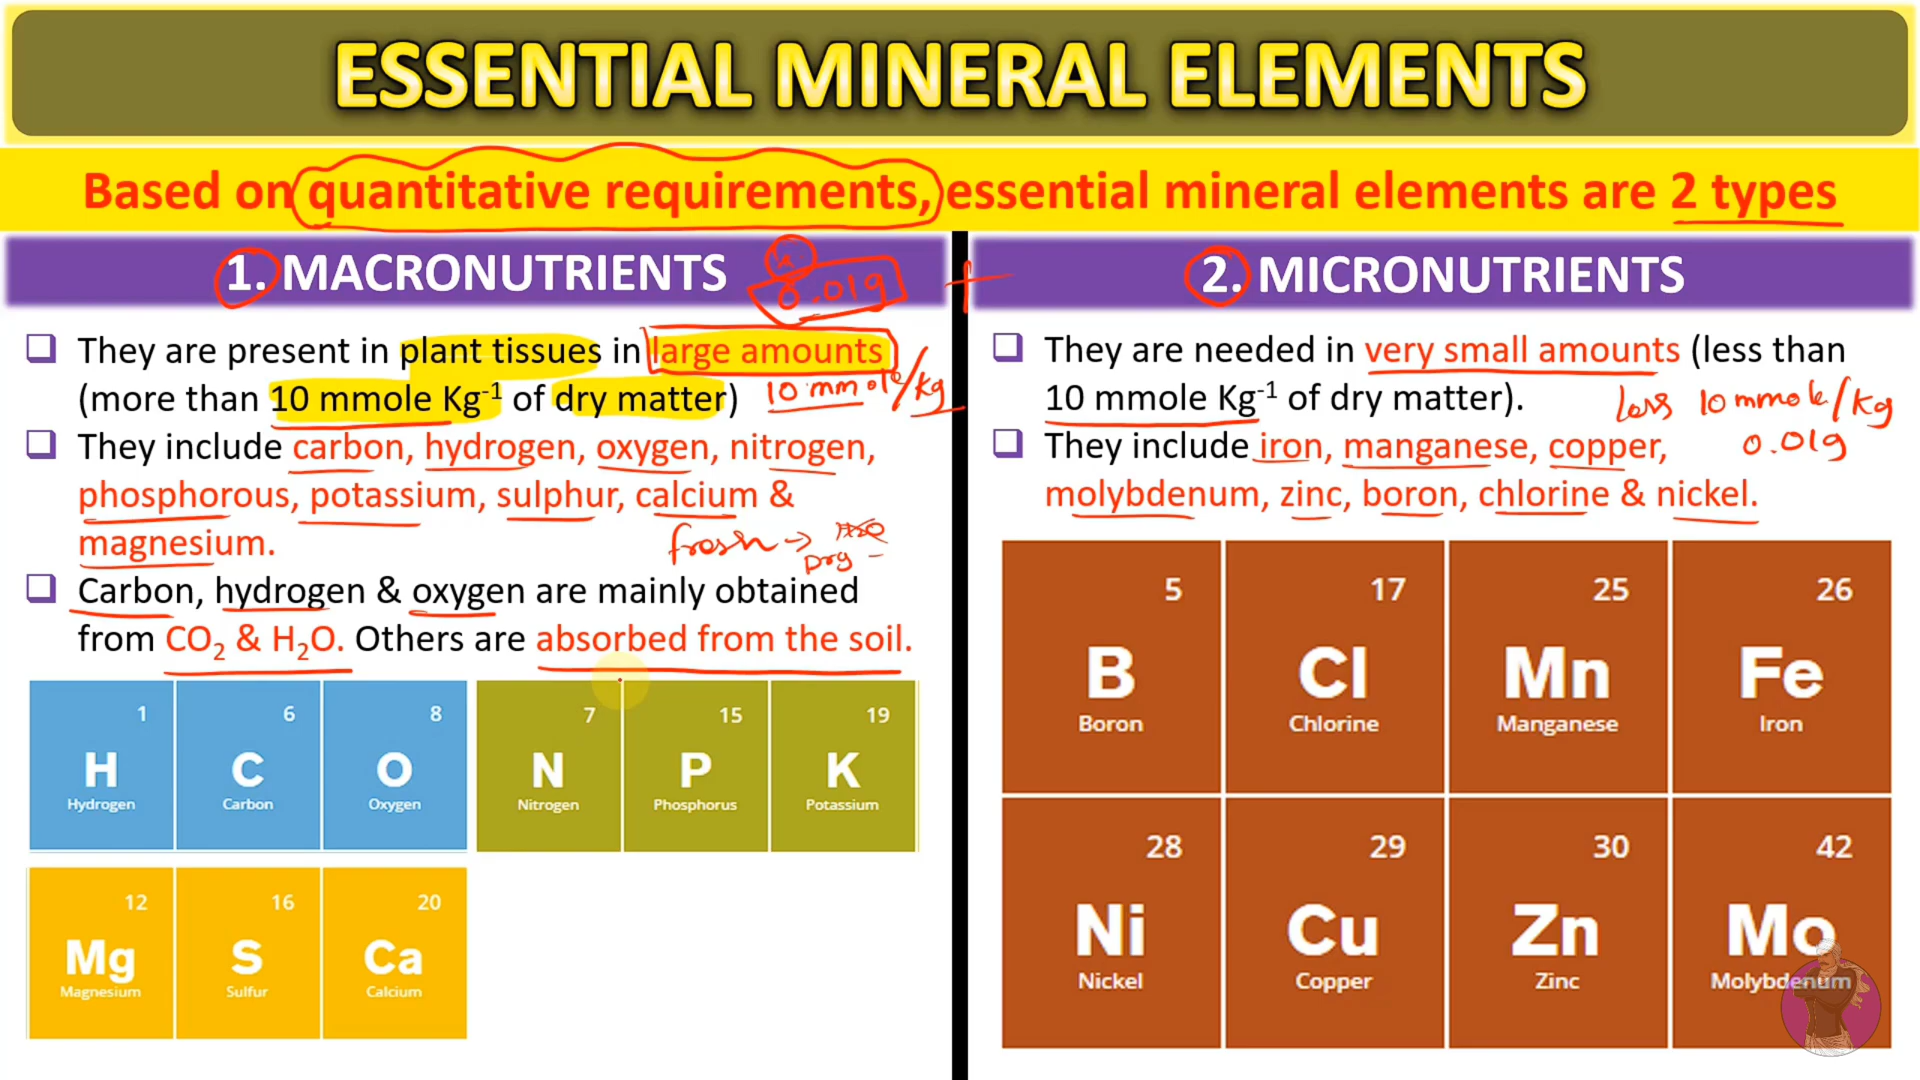 ESSENTIAL MINERAL ELEMENTS
Based on quantitative requirements, essential mineral elements are 2 types
1. MACRONUTRIENTS
0.01g
❑ They are present in plant tissues in large amounts
(more than 10 mmole Kg⁻¹ of dry matter)
10 mmole/kg
❑ They include carbon, hydrogen, oxygen, nitrogen,
phosphorous, potassium, sulphur, calcium &
magnesium.
fresh → H2O
Dry -
❑ Carbon, hydrogen & oxygen are mainly obtained
from CO₂ & H₂O. Others are absorbed from the soil.
1 6 8 7 15 19
H C O N P K
Hydrogen Carbon Oxygen Nitrogen Phosphorus Potassium
12 16 20
Mg S Ca
Magnesium Sulfur Calcium
+
2. MICRONUTRIENTS
❑ They are needed in very small amounts (less than
10 mmole Kg⁻¹ of dry matter).
less 10 mmole/kg
0.01g
❑ They include iron, manganese, copper,
molybdenum, zinc, boron, chlorine & nickel.
5 17 25 26
B Cl Mn Fe
Boron Chlorine Manganese Iron
28 29 30 42
Ni Cu Zn Mo
Nickel Copper Zinc Molybdenum